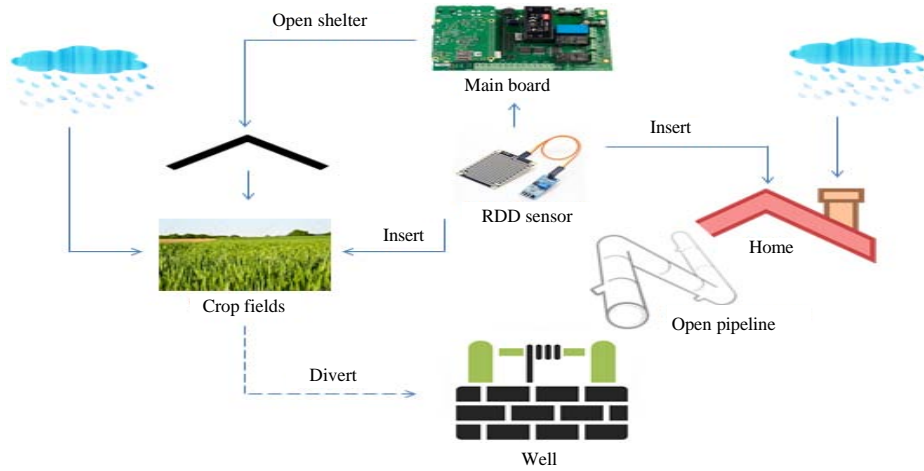 Open shelter
Main board
Insert
RDD sensor
Insert
Home
Crop fields
Open pipeline
Divert
Well